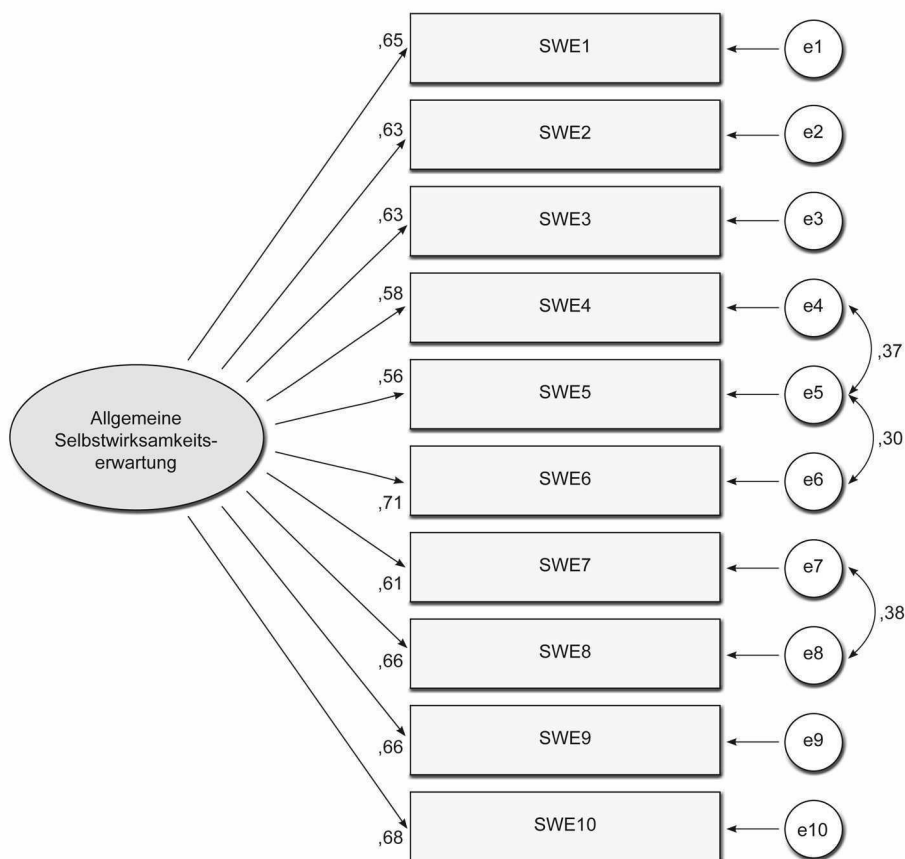 ,65
SWE1
e1
,63
SWE2
e2
,63
SWE3
e3
,58
SWE4
e4
,37
,56
SWE5
e5
Allgemeine
Selbstwirksamkeits-
erwartung
,30
,71
SWE6
e6
,61
SWE7
e7
,38
,66
SWE8
e8
,66
SWE9
e9
,68
SWE10
e10